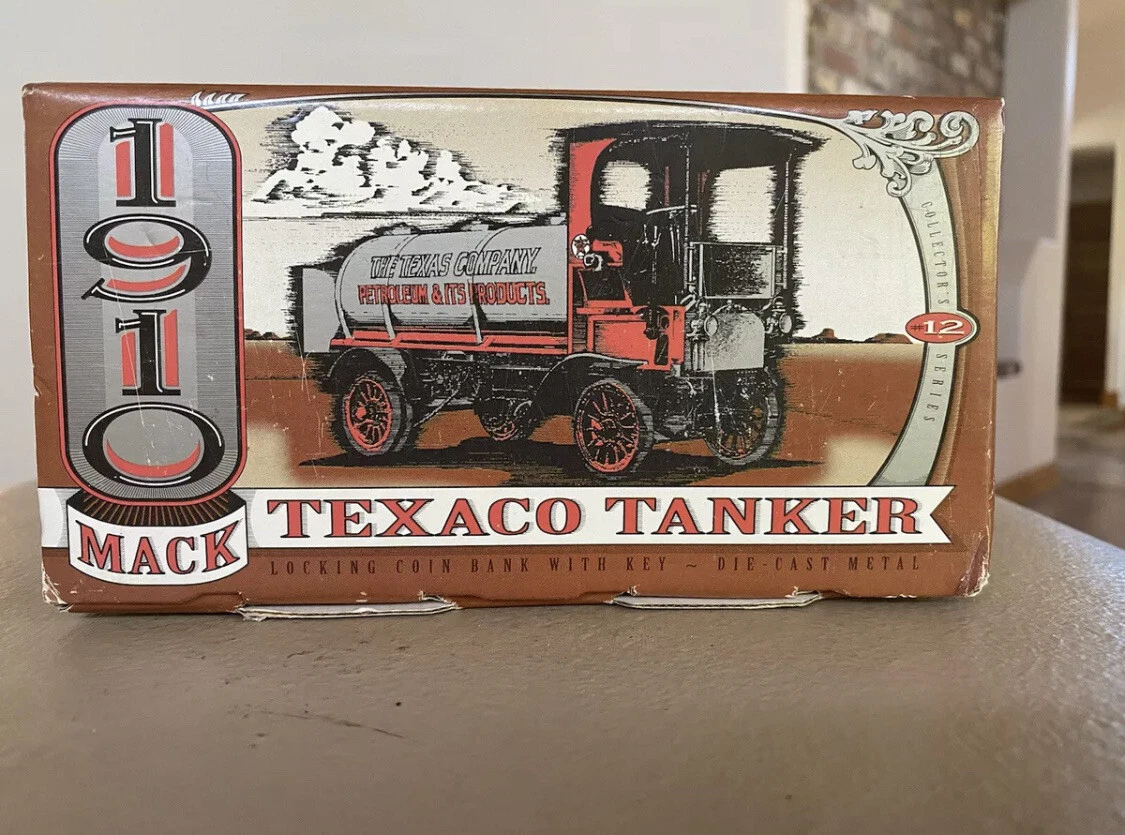 1910
MACK
THE TEXAS COMPANY.
PETROLEUM & ITS PRODUCTS.
COLLECTOR'S
#12
SERIES
TEXACO TANKER
LOCKING COIN BANK WITH KEY ~ DIE-CAST METAL